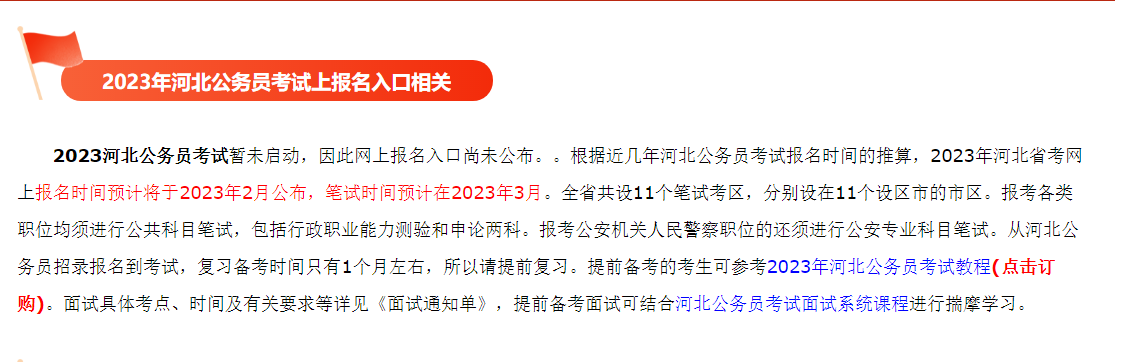 2023年河北公务员考试上报名入口相关
2023河北公务员考试暂未启动，因此网上报名入口尚未公布。。根据近几年河北公务员考试报名时间的推算，2023年河北省考网
上报名时间预计将于2023年2月公布，笔试时间预计在2023年3月。全省共设11个笔试考区，分别设在11个设区市的市区。报考各类
职位均须进行公共科目笔试，包括行政职业能力测验和申论两科。报考公安机关人民警察职位的还须进行公安专业科目笔试。从河北公
务员招录报名到考试，复习备考时间只有1个月左右，所以请提前复习。提前备考的考生可参考2023年河北公务员考试教程(点击订
购)。面试具体考点、时间及有关要求等详见《面试通知单》，提前备考面试可结合河北公务员考试面试系统课程进行揣摩学习。